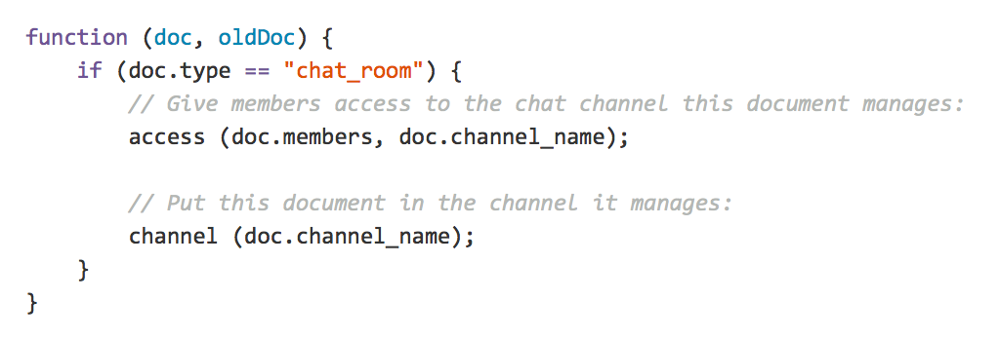 function (doc, oldDoc) {
    if (doc.type == "chat_room") {
        // Give members access to the chat channel this document manages:
        access (doc.members, doc.channel_name);

        // Put this document in the channel it manages:
        channel (doc.channel_name);
    }
}